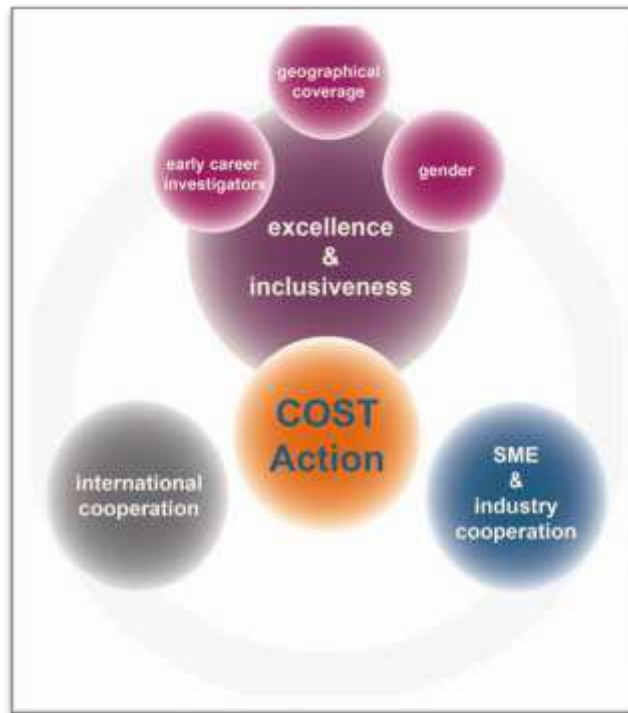 geographical
coverage
early career
investigators
gender
excellence
&
inclusiveness
COST
Action
international
cooperation
SME
&
industry
cooperation